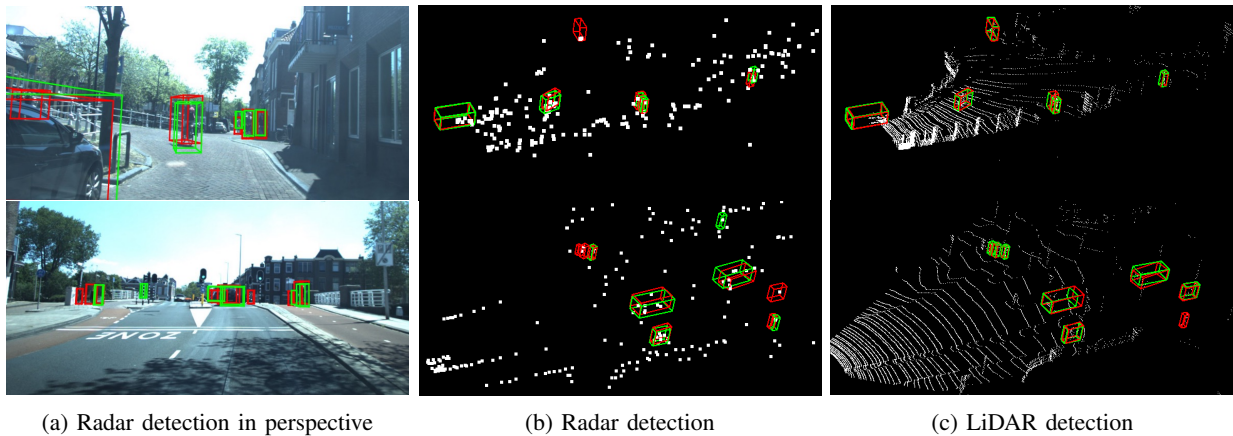 ZONE
(a) Radar detection in perspective
(b) Radar detection
(c) LiDAR detection